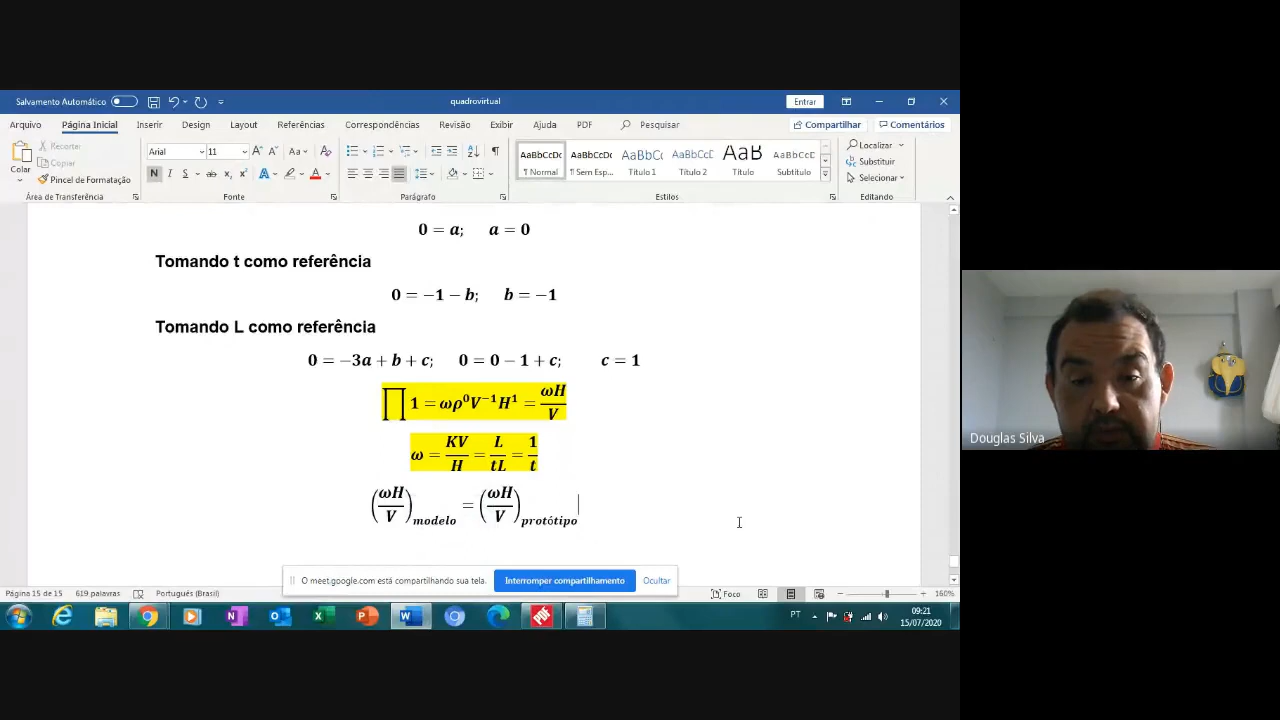 Salvamento Automático
quadrovirtual
Entrar
Arquivo Página Inicial Inserir Design Layout Referências Correspondências Revisão Exibir Ajuda PDF Pesquisar Compartilhar Comentários
Colar
Recortar
Copiar
Pincel de Formatação
Arial 11
N I S
AaBbCcDc AaBbCcDc AaBbCc AaBbCcD AaB AaBbCcD
¶ Normal ¶ Sem Esp... Título 1 Título 2 Título Subtítulo
Localizar
Substituir
Selecionar
Área de Transferência Fonte Parágrafo Estilos Editando
0 = a; a = 0
Tomando t como referência
0 = −1 − b; b = −1
Tomando L como referência
0 = −3a + b + c; 0 = 0 − 1 + c; c = 1
∏ 1 = ωρ⁰V⁻¹H¹ = ωH/V
ω = KV/H = L/tL = 1/t
(ωH/V)modelo = (ωH/V)protótipo
Douglas Silva
O meet.google.com está compartilhando sua tela. Interromper compartilhamento Ocultar
Página 15 de 15 619 palavras Português (Brasil) Foco 160%
PT
09:21
15/07/2020